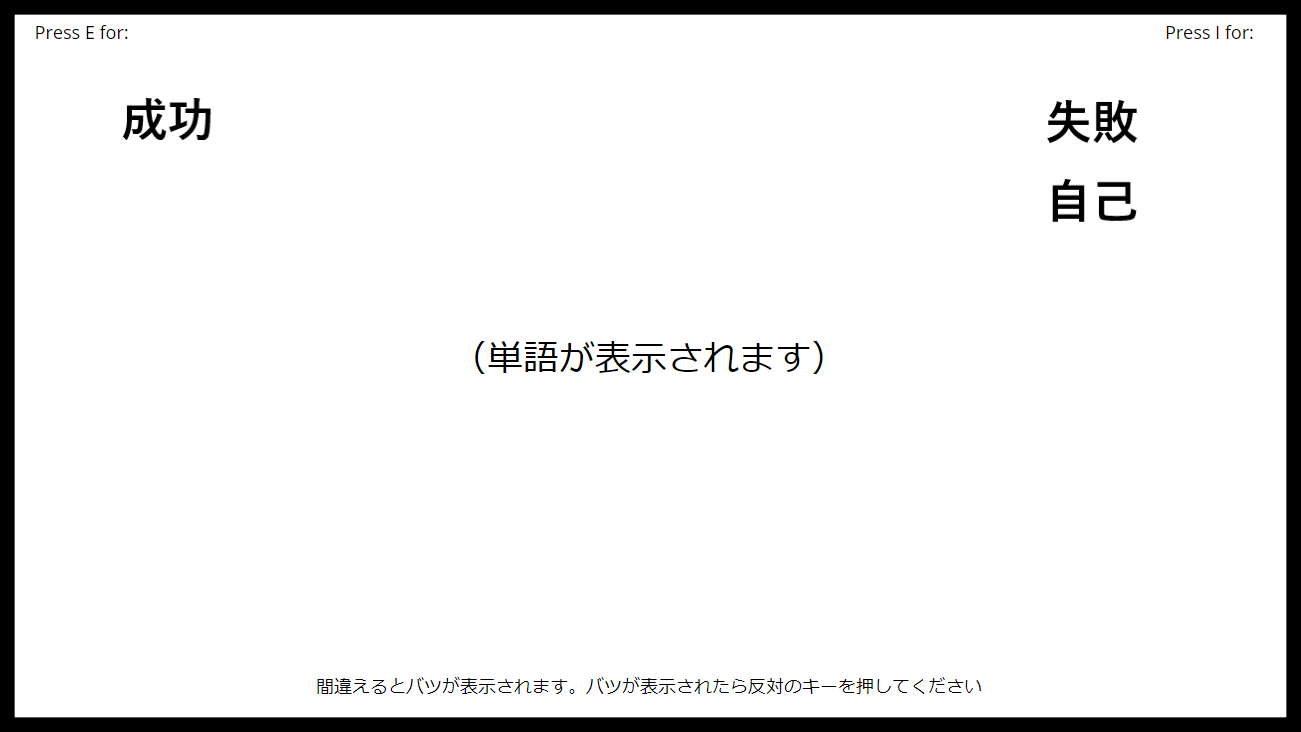 Press E for:
Press I for:
成功
失敗
自己
（単語が表示されます）
間違えるとバツが表示されます。バツが表示されたら反対のキーを押してください